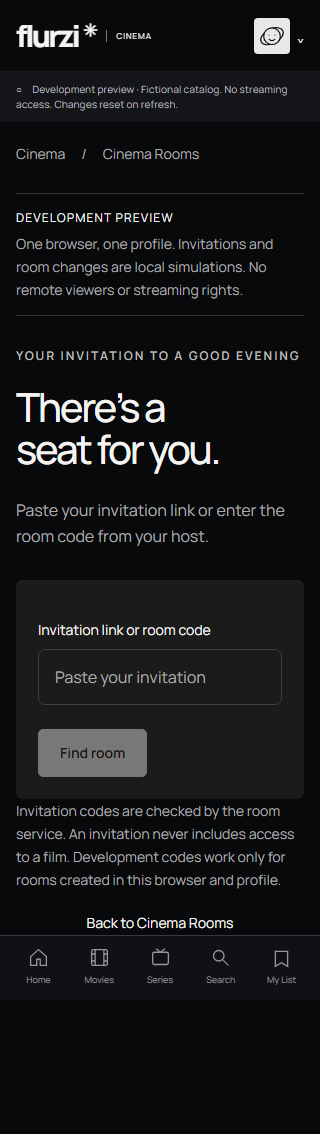 flurzi* | CINEMA
Development preview · Fictional catalog. No streaming
access. Changes reset on refresh.
Cinema / Cinema Rooms
DEVELOPMENT PREVIEW
One browser, one profile. Invitations and
room changes are local simulations. No
remote viewers or streaming rights.
YOUR INVITATION TO A GOOD EVENING
There’s a
seat for you.
Paste your invitation link or enter the
room code from your host.
Invitation link or room code
Paste your invitation
Find room
Invitation codes are checked by the room
service. An invitation never includes access
to a film. Development codes work only for
rooms created in this browser and profile.
Back to Cinema Rooms
Home Movies Series Search My List